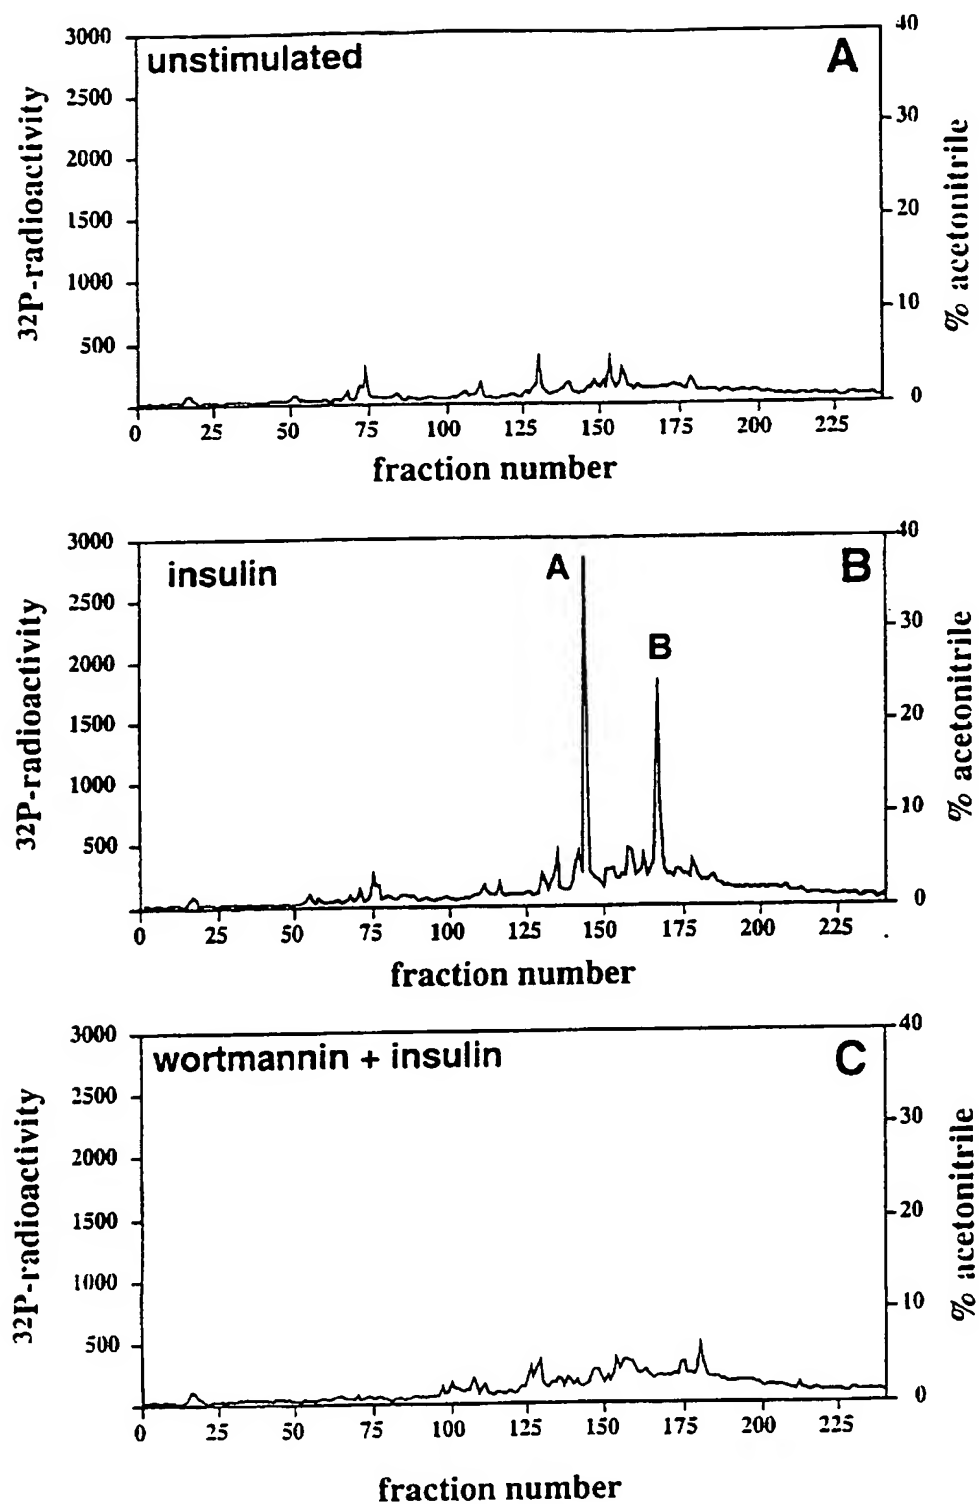 unstimulated
A
3000
2500
2000
1500
1000
500
40
30
20
10
0
32P-radioactivity
% acetonitrile
0 25 50 75 100 125 150 175 200 225
fraction number
insulin
A
B
B
3000
2500
2000
1500
1000
500
40
30
20
10
0
32P-radioactivity
% acetonitrile
0 25 50 75 100 125 150 175 200 225
fraction number
wortmannin + insulin
C
3000
2500
2000
1500
1000
500
40
30
20
10
0
32P-radioactivity
% acetonitrile
0 25 50 75 100 125 150 175 200 225
fraction number